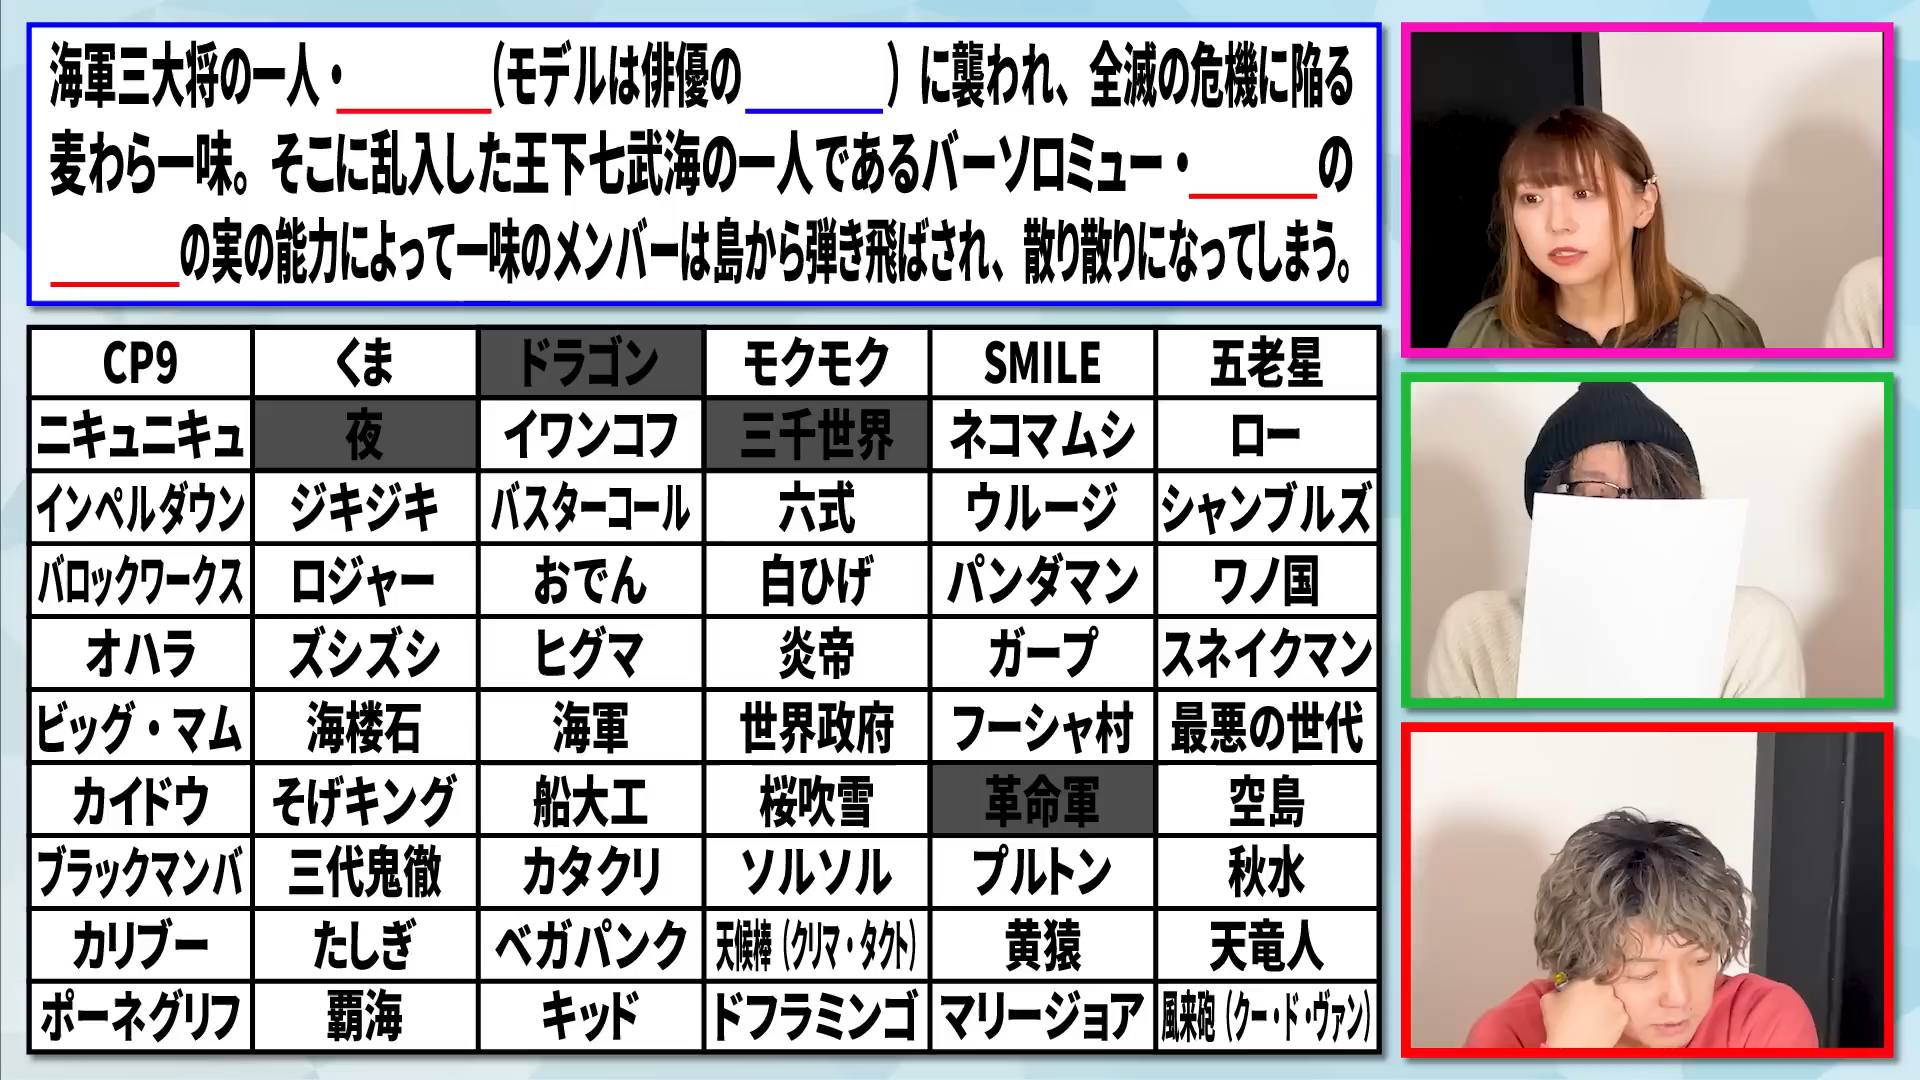 海軍三大将の一人・ (モデルは俳優の )に襲われ、全滅の危機に陥る
麦わら一味。そこに乱入した王下七武海の一人であるバーソロミュー・ の
の実の能力によって一味のメンバーは島から弾き飛ばされ、散り散りになってしまう。
CP9 くま ドラゴン モクモク SMILE 五老星
ニキュニキュ 夜 イワンコフ 三千世界 ネコマムシ ロー
インペルダウン ジキジキ バスターコール 六式 ウルージ シャンブルズ
バロックワークス ロジャー おでん 白ひげ パンダマン ワノ国
オハラ ズシズシ ヒグマ 炎帝 ガープ スネイクマン
ビッグ・マム 海楼石 海軍 世界政府 フーシャ村 最悪の世代
カイドウ そげキング 船大工 桜吹雪 革命軍 空島
ブラックマンバ 三代鬼徹 カタクリ ソルソル プルトン 秋水
カリブー たしぎ ベガパンク 天候棒(クリマ・タクト) 黄猿 天竜人
ポーネグリフ 覇海 キッド ドフラミンゴ マリージョア 風来砲(クー・ド・ヴァン)